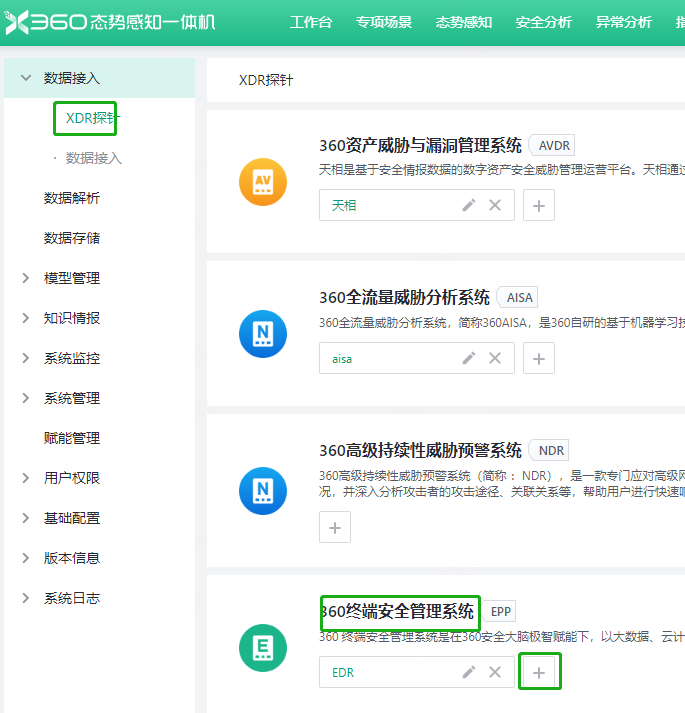 360态势感知一体机
工作台 专项场景 态势感知 安全分析 异常分析
数据接入
XDR探针
· 数据接入
数据解析
数据存储
模型管理
知识情报
系统监控
系统管理
赋能管理
用户权限
基础配置
版本信息
系统日志
XDR探针
AV
360资产威胁与漏洞管理系统 AVDR
天相是基于安全情报数据的数字资产安全威胁管理运营平台。天相通过
天相
N
360全流量威胁分析系统 AISA
360全流量威胁分析系统，简称360AISA，是360自研的基于机器学习技
aisa
N
360高级持续性威胁预警系统 NDR
360高级持续性威胁预警系统（简称 ：NDR），是一款专门应对高级网
况，并深入分析攻击者的攻击途径、关联关系等，帮助用户进行快速响
E
360终端安全管理系统 EPP
360 终端安全管理系统是在360安全大脑极智赋能下，以大数据、云计
EDR